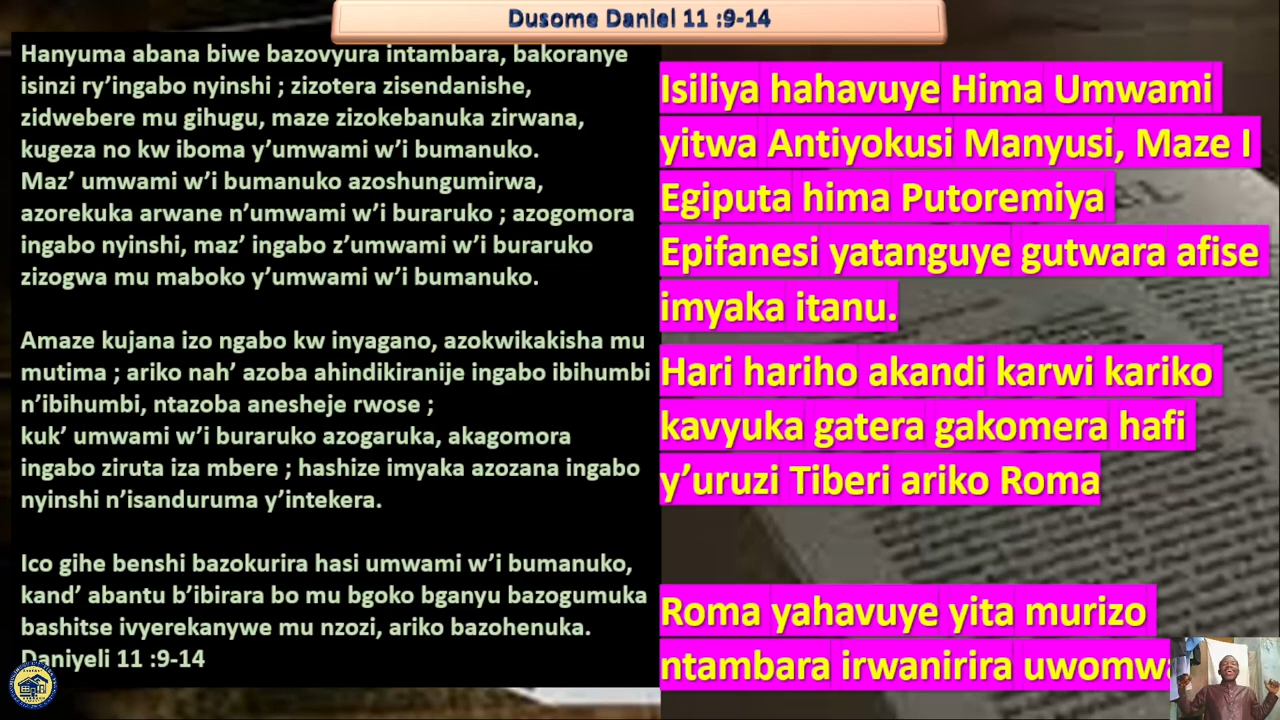 Dusome Daniel 11 :9-14
Hanyuma abana biwe bazovyura intambara, bakoranye
isinzi ry’ingabo nyinshi ; zizotera zisendanishe,
zidwebere mu gihugu, maze zizokebanuka zirwana,
kugeza no kw iboma y’umwami w’i bumanuko.
Maz’ umwami w’i bumanuko azoshungumirwa,
azorekuka arwane n’umwami w’i buraruko ; azogomora
ingabo nyinshi, maz’ ingabo z’umwami w’i buraruko
zizogwa mu maboko y’umwami w’i bumanuko.
Amaze kujana izo ngabo kw inyagano, azokwikakisha mu
mutima ; ariko nah’ azoba ahindikiranije ingabo ibihumbi
n’ibihumbi, ntazoba anesheje rwose ;
kuk’ umwami w’i buraruko azogaruka, akagomora
ingabo ziruta iza mbere ; hashize imyaka azozana ingabo
nyinshi n’isanduruma y’intekera.
Ico gihe benshi bazokurira hasi umwami w’i bumanuko,
kand’ abantu b’ibirara bo mu bgoko bganyu bazogumuka
bashitse ivyerekanywe mu nzozi, ariko bazohenuka.
Daniyeli 11 :9-14
Isiliya hahavuye Hima Umwami
yitwa Antiyokusi Manyusi, Maze I
Egiputa hima Putoremiya
Epifanesi yatanguye gutwara afise
imyaka itanu.
Hari hariho akandi karwi kariko
kavyuka gatera gakomera hafi
y’uruzi Tiberi ariko Roma
Roma yahavuye yita murizo
ntambara irwanirira